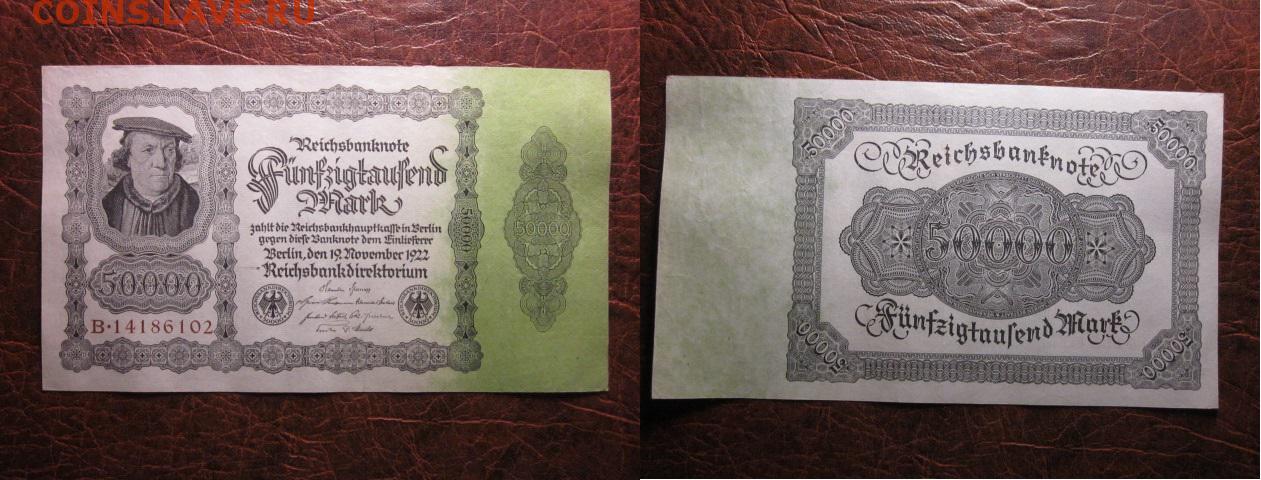 COINS.LAVE.RU
Reichsbanknote
Fünfzigtausend
Mark
zahlt die Reichsbankhauptkasse in Berlin
gegen diese Banknote dem Einlieferer
Berlin, den 19. November 1922
Reichsbankdirektorium
50000
B·14186102
50000
50000
50000
50000
Reichsbanknote
50000
Fünfzigtausend Mark
50000
50000